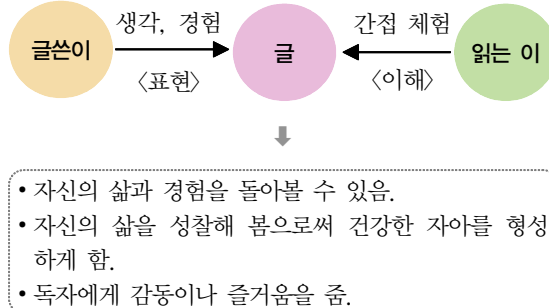 생각, 경험
간접 체험
글쓴이
글
읽는 이
〈표현〉
〈이해〉
• 자신의 삶과 경험을 돌아볼 수 있음.
• 자신의 삶을 성찰해 봄으로써 건강한 자아를 형성
하게 함.
• 독자에게 감동이나 즐거움을 줌.